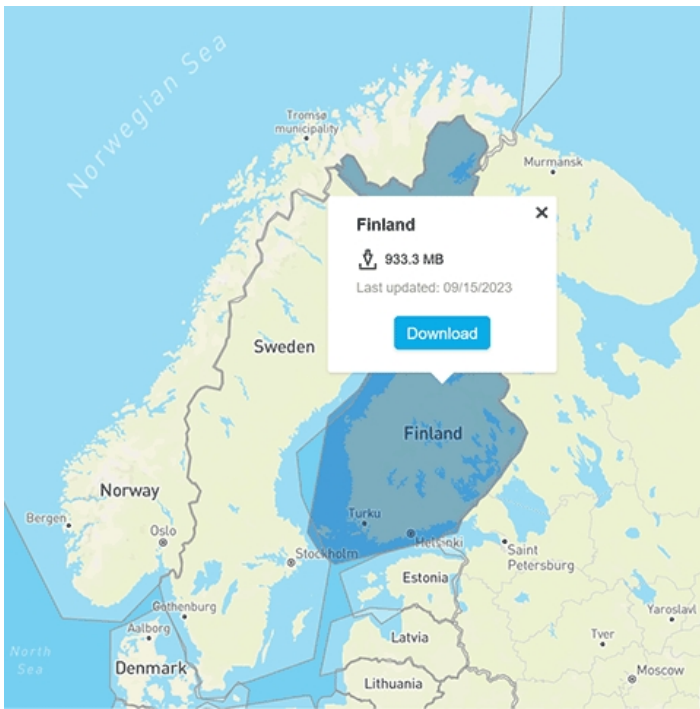 Norwegian Sea
Tromsø
municipality
Murmansk
Finland
933.3 MB
Last updated: 09/15/2023
Download
Sweden
Finland
Norway
Turku
Bergen
Oslo
Helsinki
Stockholm
Saint
Petersburg
Estonia
Gothenburg
Yaroslavl
Aalborg
Tver
Latvia
North
Sea
Denmark
Moscow
Lithuania